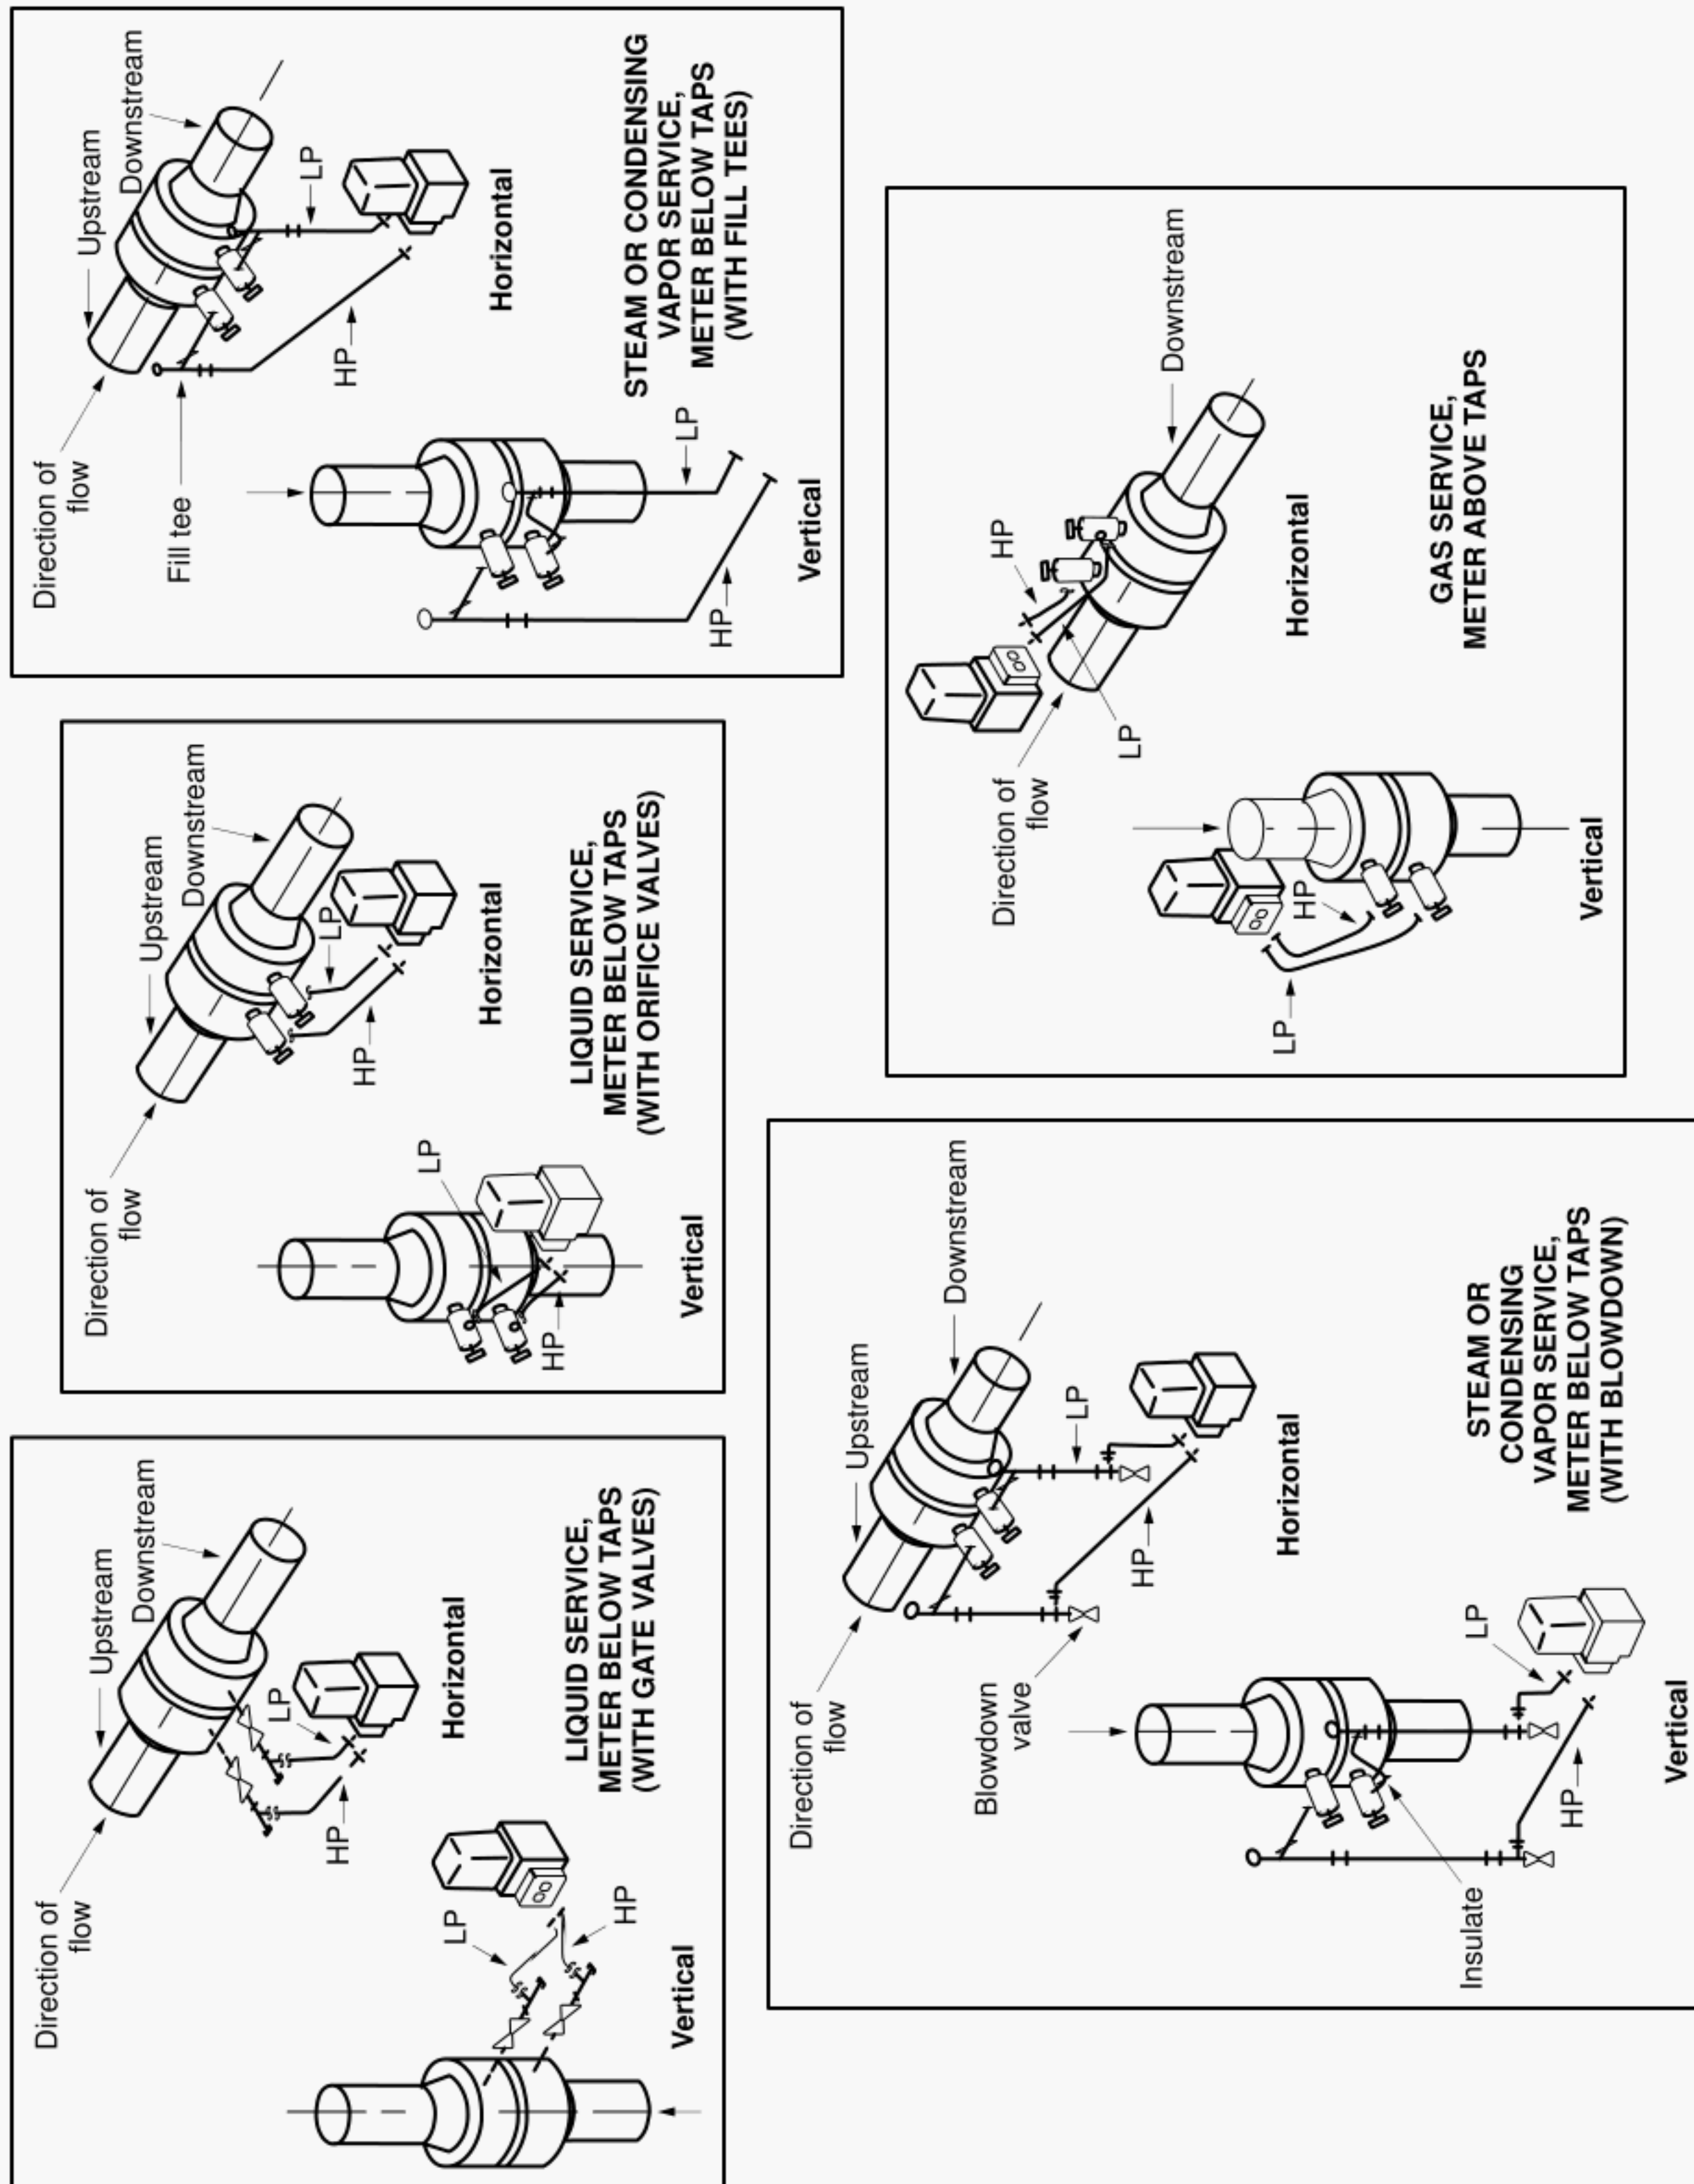 Direction of
flow
Upstream
Downstream
LP
HP
Horizontal
LP
HP
Vertical
LIQUID SERVICE,
METER BELOW TAPS
(WITH GATE VALVES)
Direction of
flow
Upstream
Downstream
LP
HP
Horizontal
LP
HP
Vertical
LIQUID SERVICE,
METER BELOW TAPS
(WITH ORIFICE VALVES)
Direction of
flow
Upstream
Downstream
Fill tee
LP
HP
Horizontal
LP
HP
Vertical
STEAM OR CONDENSING
VAPOR SERVICE,
METER BELOW TAPS
(WITH FILL TEES)
Direction of
flow
Upstream
Downstream
Blowdown
valve
LP
HP
Horizontal
Insulate
LP
HP
Vertical
STEAM OR
CONDENSING
VAPOR SERVICE,
METER BELOW TAPS
(WITH BLOWDOWN)
Direction of
flow
HP
Downstream
LP
Horizontal
HP
LP
Vertical
GAS SERVICE,
METER ABOVE TAPS